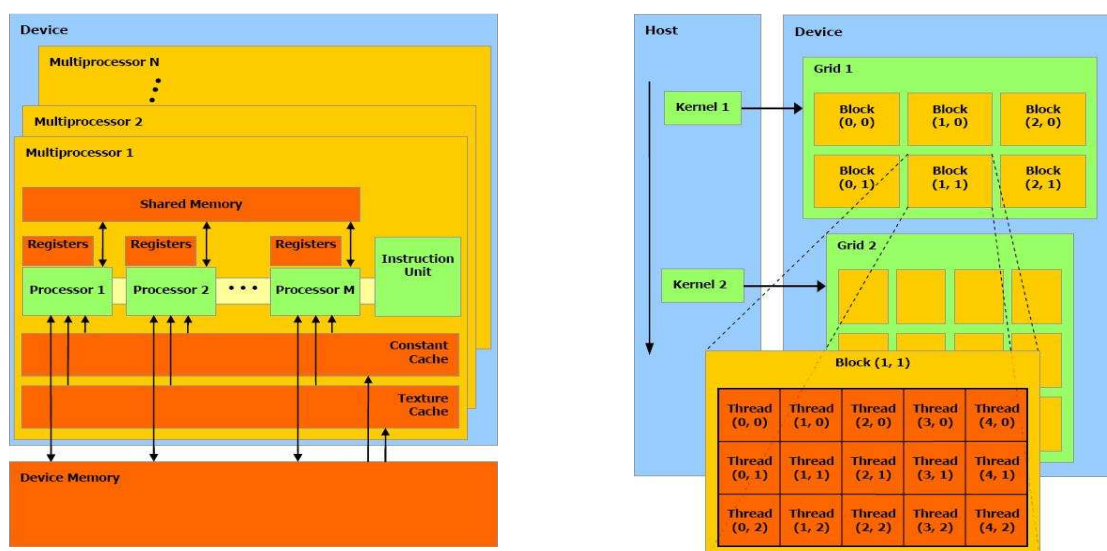 Device
Multiprocessor N
Multiprocessor 2
Multiprocessor 1
Shared Memory
Registers
Registers
Registers
Instruction
Unit
Processor 1
Processor 2
Processor M
Constant
Cache
Texture
Cache
Device Memory
Host
Device
Grid 1
Kernel 1
Block
(0, 0)
Block
(1, 0)
Block
(2, 0)
Block
(0, 1)
Block
(1, 1)
Block
(2, 1)
Grid 2
Kernel 2
Block (1, 1)
Thread
(0, 0)
Thread
(1, 0)
Thread
(2, 0)
Thread
(3, 0)
Thread
(4, 0)
Thread
(0, 1)
Thread
(1, 1)
Thread
(2, 1)
Thread
(3, 1)
Thread
(4, 1)
Thread
(0, 2)
Thread
(1, 2)
Thread
(2, 2)
Thread
(3, 2)
Thread
(4, 2)